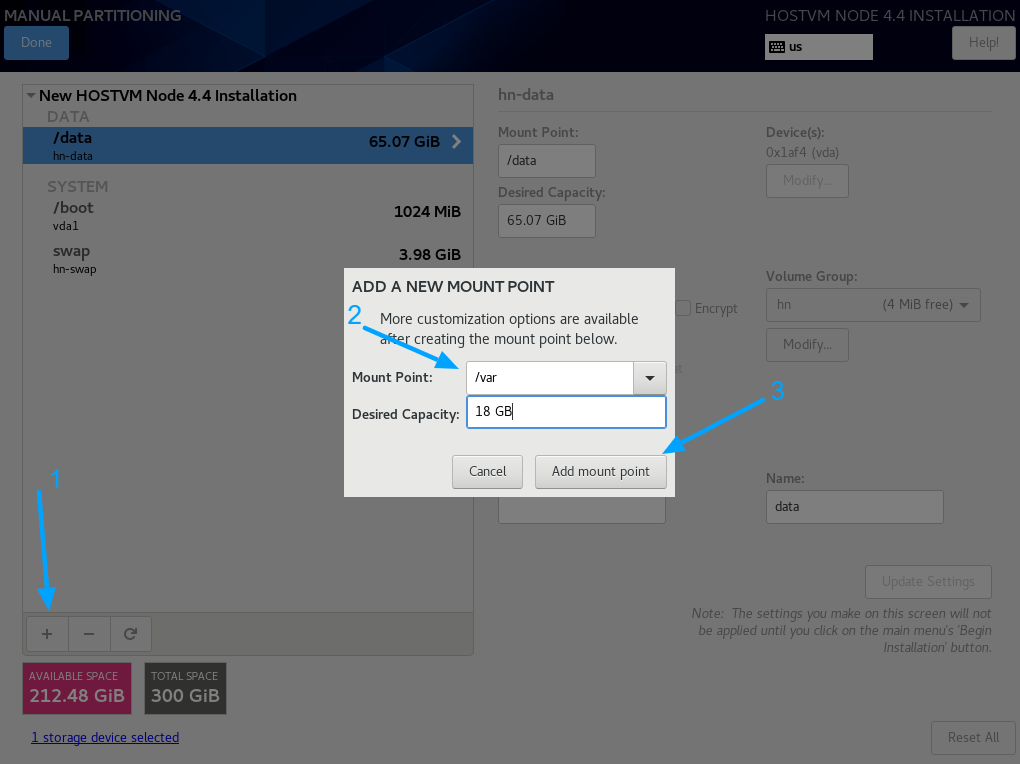 MANUAL PARTITIONING
HOSTVM NODE 4.4 INSTALLATION
Done
us
Help!
New HOSTVM Node 4.4 Installation
DATA
/data
65.07 GiB
hn-data
SYSTEM
/boot
1024 MiB
vda1
swap
3.98 GiB
hn-swap
hn-data
Mount Point:
Device(s):
/data
0x1af4 (vda)
Modify...
Desired Capacity:
65.07 GiB
Volume Group:
hn (4 MiB free)
Encrypt
Modify...
ADD A NEW MOUNT POINT
2
More customization options are available
after creating the mount point below.
Mount Point:
/var
3
Desired Capacity:
18 GB
Cancel
Add mount point
1
Name:
data
Update Settings
Note: The settings you make on this screen will not
be applied until you click on the main menu's 'Begin
Installation' button.
+
−
AVAILABLE SPACE
212.48 GiB
TOTAL SPACE
300 GiB
1 storage device selected
Reset All